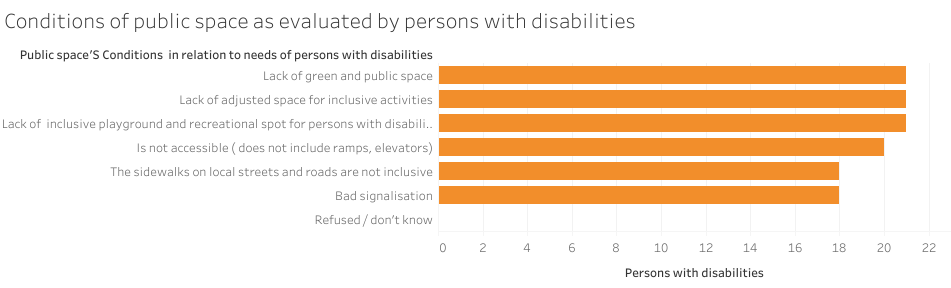 Conditions of public space as evaluated by persons with disabilities
Public space'S Conditions  in relation to needs of persons with disabilities
Lack of green and public space
Lack of adjusted space for inclusive activities
Lack of  inclusive playground and recreational spot for persons with disabili..
Is not accessible ( does not include ramps, elevators)
The sidewalks on local streets and roads are not inclusive
Bad signalisation
Refused / don't know
0 2 4 6 8 10 12 14 16 18 20 22
Persons with disabilities